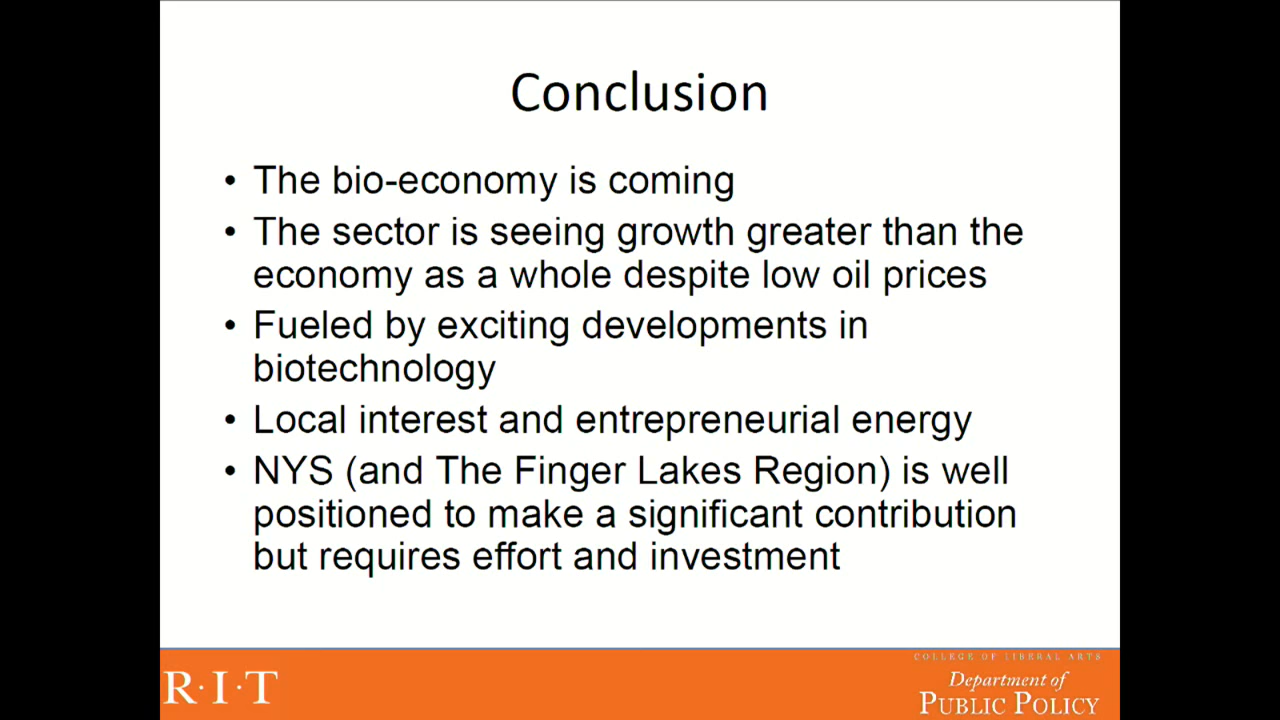 Conclusion
• The bio-economy is coming
• The sector is seeing growth greater than the
economy as a whole despite low oil prices
• Fueled by exciting developments in
biotechnology
• Local interest and entrepreneurial energy
• NYS (and The Finger Lakes Region) is well
positioned to make a significant contribution
but requires effort and investment
COLLEGE OF LIBERAL ARTS
R·I·T
Department of
PUBLIC POLICY